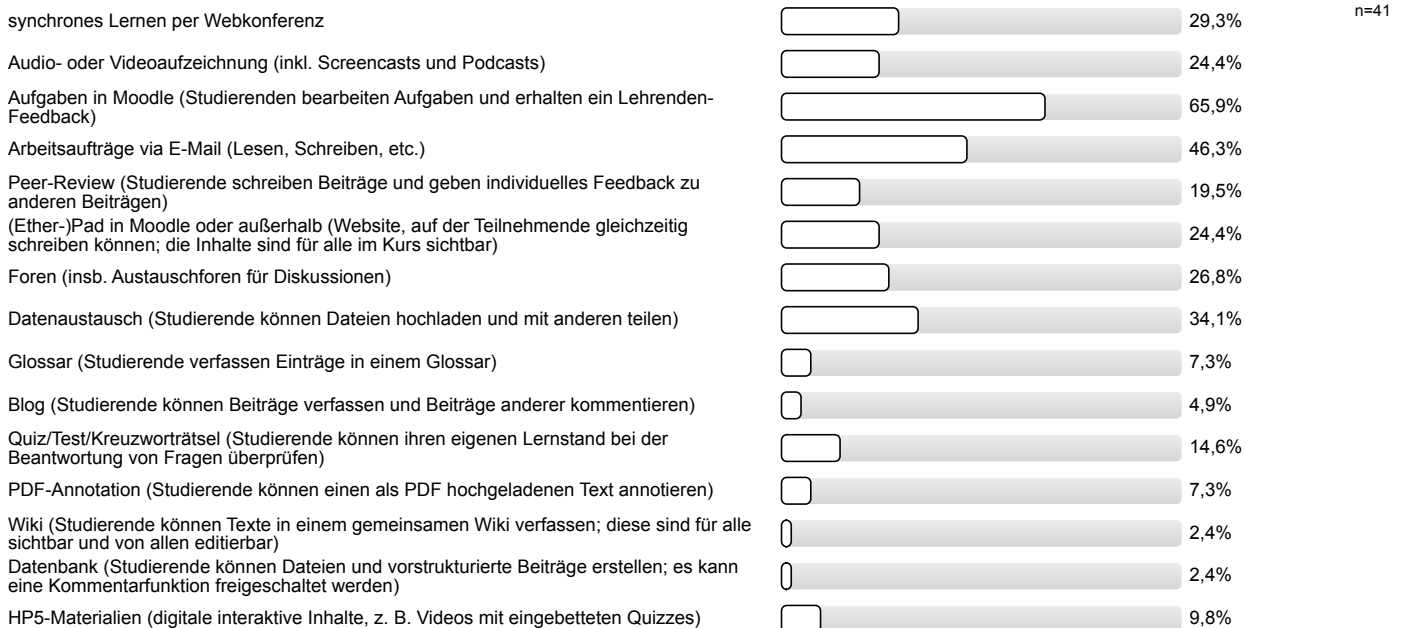 synchrones Lernen per Webkonferenz
29,3%
n=41
Audio- oder Videoaufzeichnung (inkl. Screencasts und Podcasts)
24,4%
Aufgaben in Moodle (Studierenden bearbeiten Aufgaben und erhalten ein Lehrenden-
Feedback)
65,9%
Arbeitsaufträge via E-Mail (Lesen, Schreiben, etc.)
46,3%
Peer-Review (Studierende schreiben Beiträge und geben individuelles Feedback zu
anderen Beiträgen)
19,5%
(Ether-)Pad in Moodle oder außerhalb (Website, auf der Teilnehmende gleichzeitig
schreiben können; die Inhalte sind für alle im Kurs sichtbar)
24,4%
Foren (insb. Austauschforen für Diskussionen)
26,8%
Datenaustausch (Studierende können Dateien hochladen und mit anderen teilen)
34,1%
Glossar (Studierende verfassen Einträge in einem Glossar)
7,3%
Blog (Studierende können Beiträge verfassen und Beiträge anderer kommentieren)
4,9%
Quiz/Test/Kreuzworträtsel (Studierende können ihren eigenen Lernstand bei der
Beantwortung von Fragen überprüfen)
14,6%
PDF-Annotation (Studierende können einen als PDF hochgeladenen Text annotieren)
7,3%
Wiki (Studierende können Texte in einem gemeinsamen Wiki verfassen; diese sind für alle
sichtbar und von allen editierbar)
2,4%
Datenbank (Studierende können Dateien und vorstrukturierte Beiträge erstellen; es kann
eine Kommentarfunktion freigeschaltet werden)
2,4%
HP5-Materialien (digitale interaktive Inhalte, z. B. Videos mit eingebetteten Quizzes)
9,8%